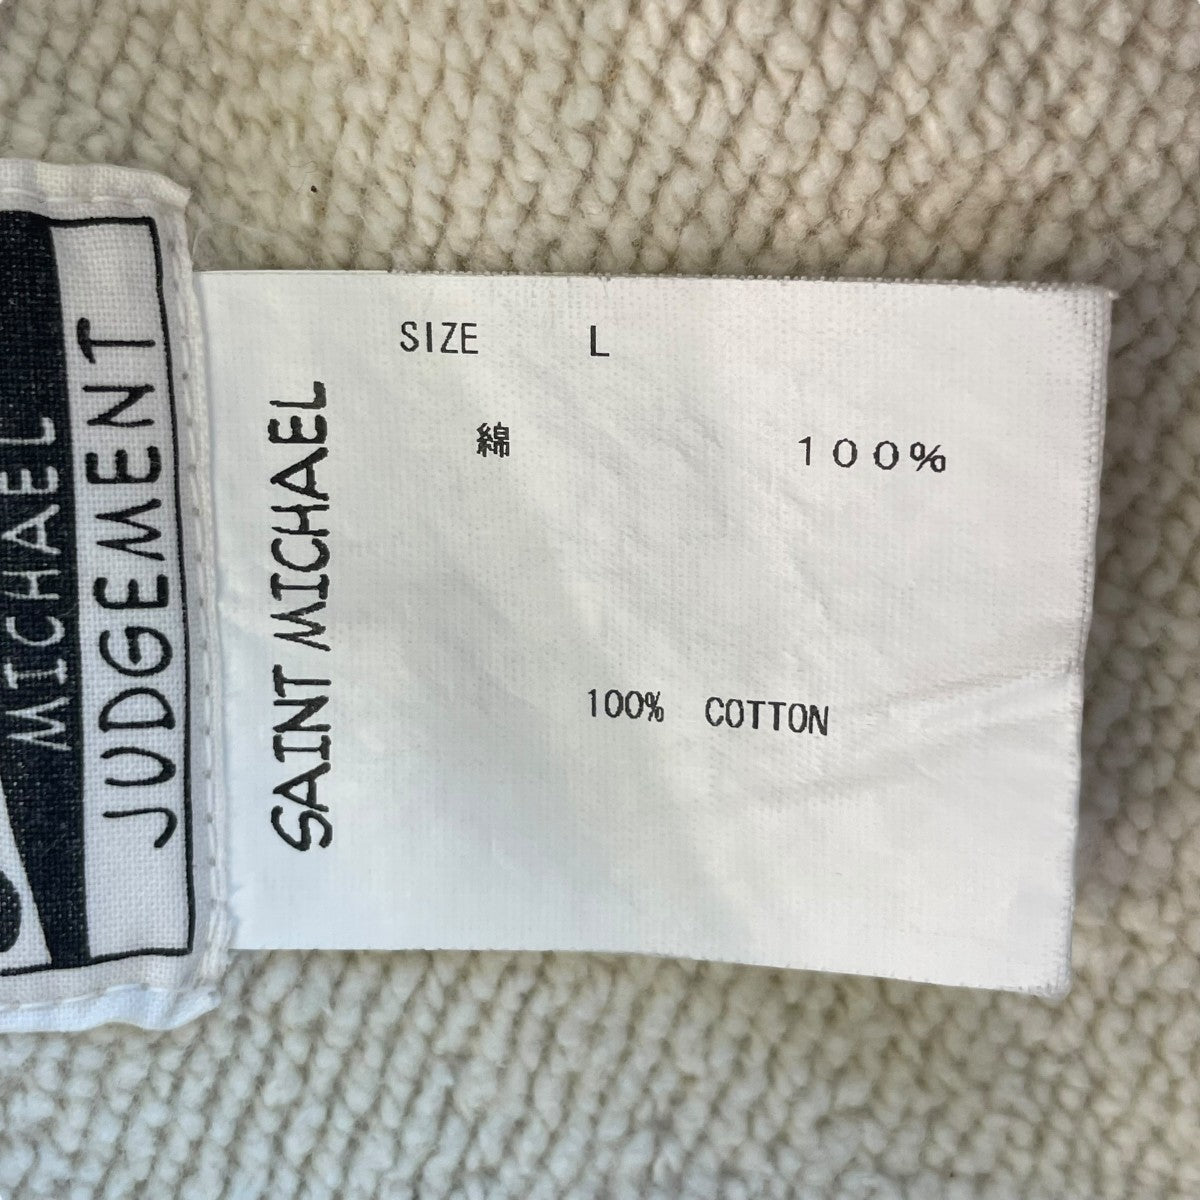 MICHAEL
JUDGEMENT
SAINT MICHAEL
SIZE L
綿 100%
100% COTTON